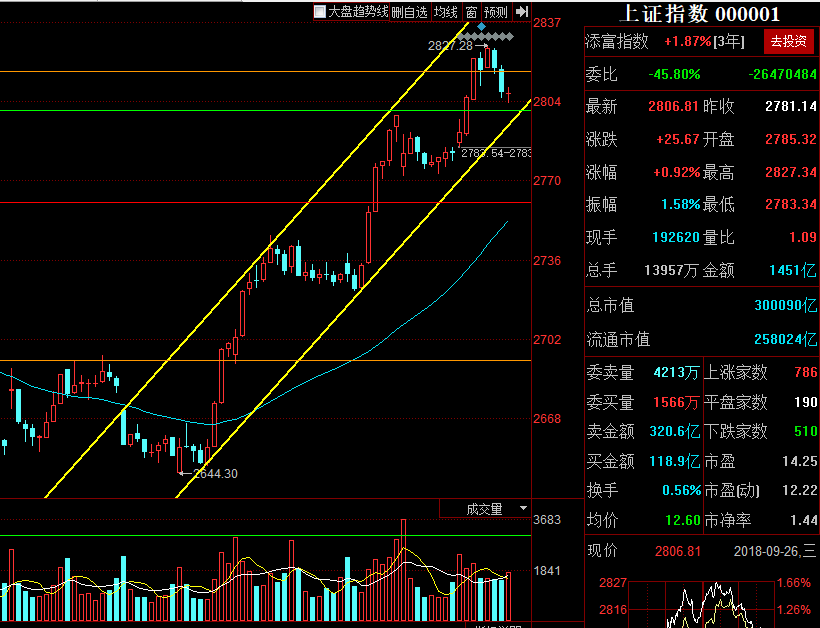 大盘趋势线 删自选 均线 窗 预测
2837
2827.28
2804
2783.54-2783
2770
2736
2702
2668
2644.30
成交量
3683
1841
上证指数 000001
添富指数 +1.87%[3年] 去投资
委比 -45.80% -26470484
最新 2806.81 昨收 2781.14
涨跌 +25.67 开盘 2785.32
涨幅 +0.92% 最高 2827.34
振幅 1.58% 最低 2783.34
现手 192620 量比 1.09
总手 13957万 金额 1451亿
总市值 300090亿
流通市值 258024亿
委卖量 4213万 上涨家数 786
委买量 1566万 平盘家数 190
卖金额 320.6亿 下跌家数 510
买金额 118.9亿 市盈 14.25
换手 0.56% 市盈(动) 12.22
均价 12.60 市净率 1.44
现价 2806.81 2018-09-26,三
2827 1.66%
2816 1.26%